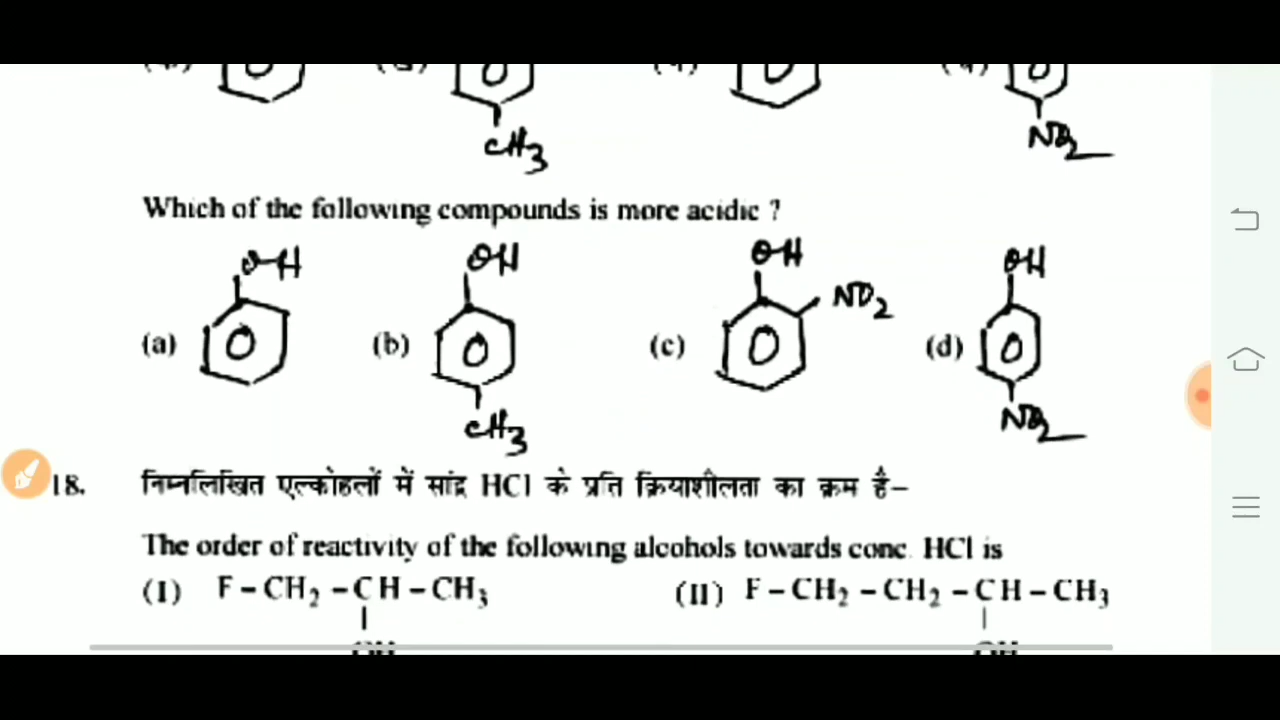 CH3
NO2
Which of the following compounds is more acidic ?
OH OH OH NO2 OH
(a) (b) (c) (d)
CH3 NO2
18. निम्नलिखित एल्कोहलों में सांद्र HCl के प्रति क्रियाशीलता का क्रम है–
The order of reactivity of the following alcohols towards conc. HCl is
(I) F – CH2 – CH – CH3 (II) F – CH2 – CH2 – CH – CH3
OH OH